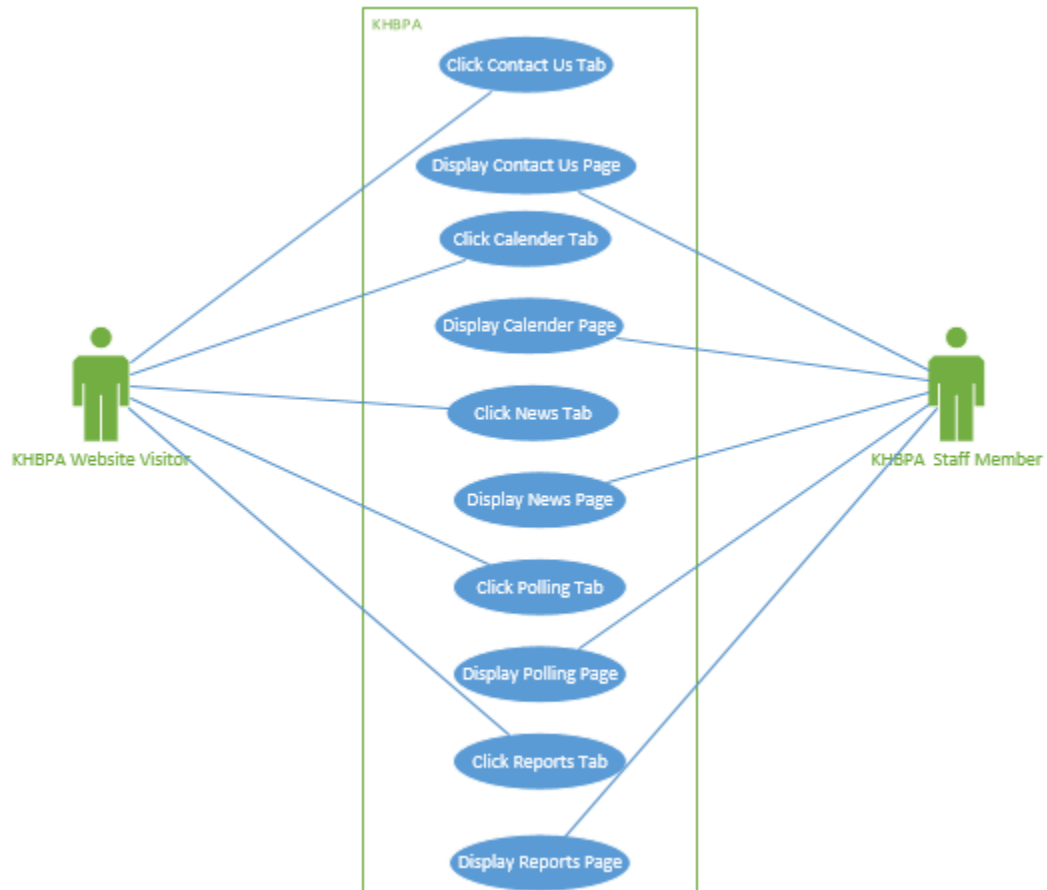 KHBPA
Click Contact Us Tab
Display Contact Us Page
Click Calender Tab
Display Calender Page
Click News Tab
KHBPA Website Visitor
KHBPA Staff Member
Display News Page
Click Polling Tab
Display Polling Page
Click Reports Tab
Display Reports Page